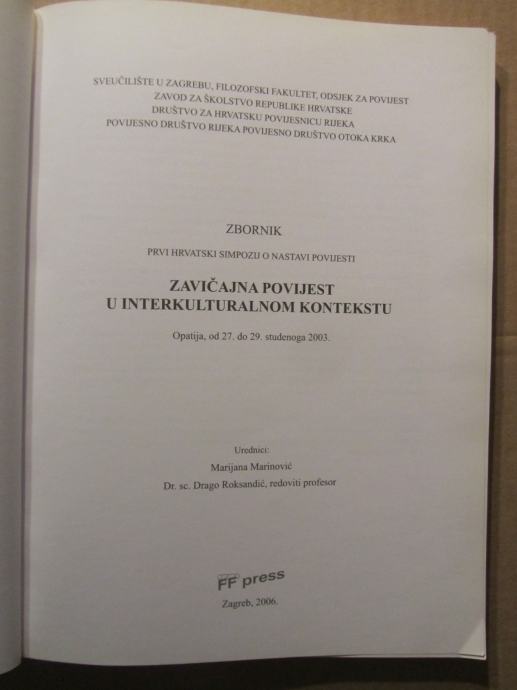 SVEUČILIŠTE U ZAGREBU, FILOZOFSKI FAKULTET, ODSJEK ZA POVIJEST
ZAVOD ZA ŠKOLSTVO REPUBLIKE HRVATSKE
DRUŠTVO ZA HRVATSKU POVJESNICU RIJEKA
POVIJESNO DRUŠTVO RIJEKA POVIJESNO DRUŠTVO OTOKA KRKA
ZBORNIK
PRVI HRVATSKI SIMPOZIJ O NASTAVI POVIJESTI
ZAVIČAJNA POVIJEST
U INTERKULTURALNOM KONTEKSTU
Opatija, od 27. do 29. studenoga 2003.
Urednici:
Marijana Marinović
Dr. sc. Drago Roksandić, redoviti profesor
FF press
Zagreb, 2006.